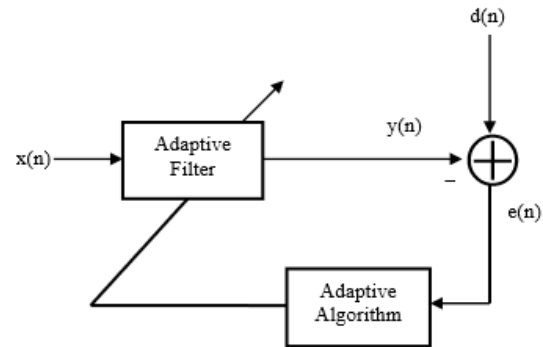 d(n)
y(n)
x(n)
Adaptive
Filter
–
e(n)
Adaptive
Algorithm